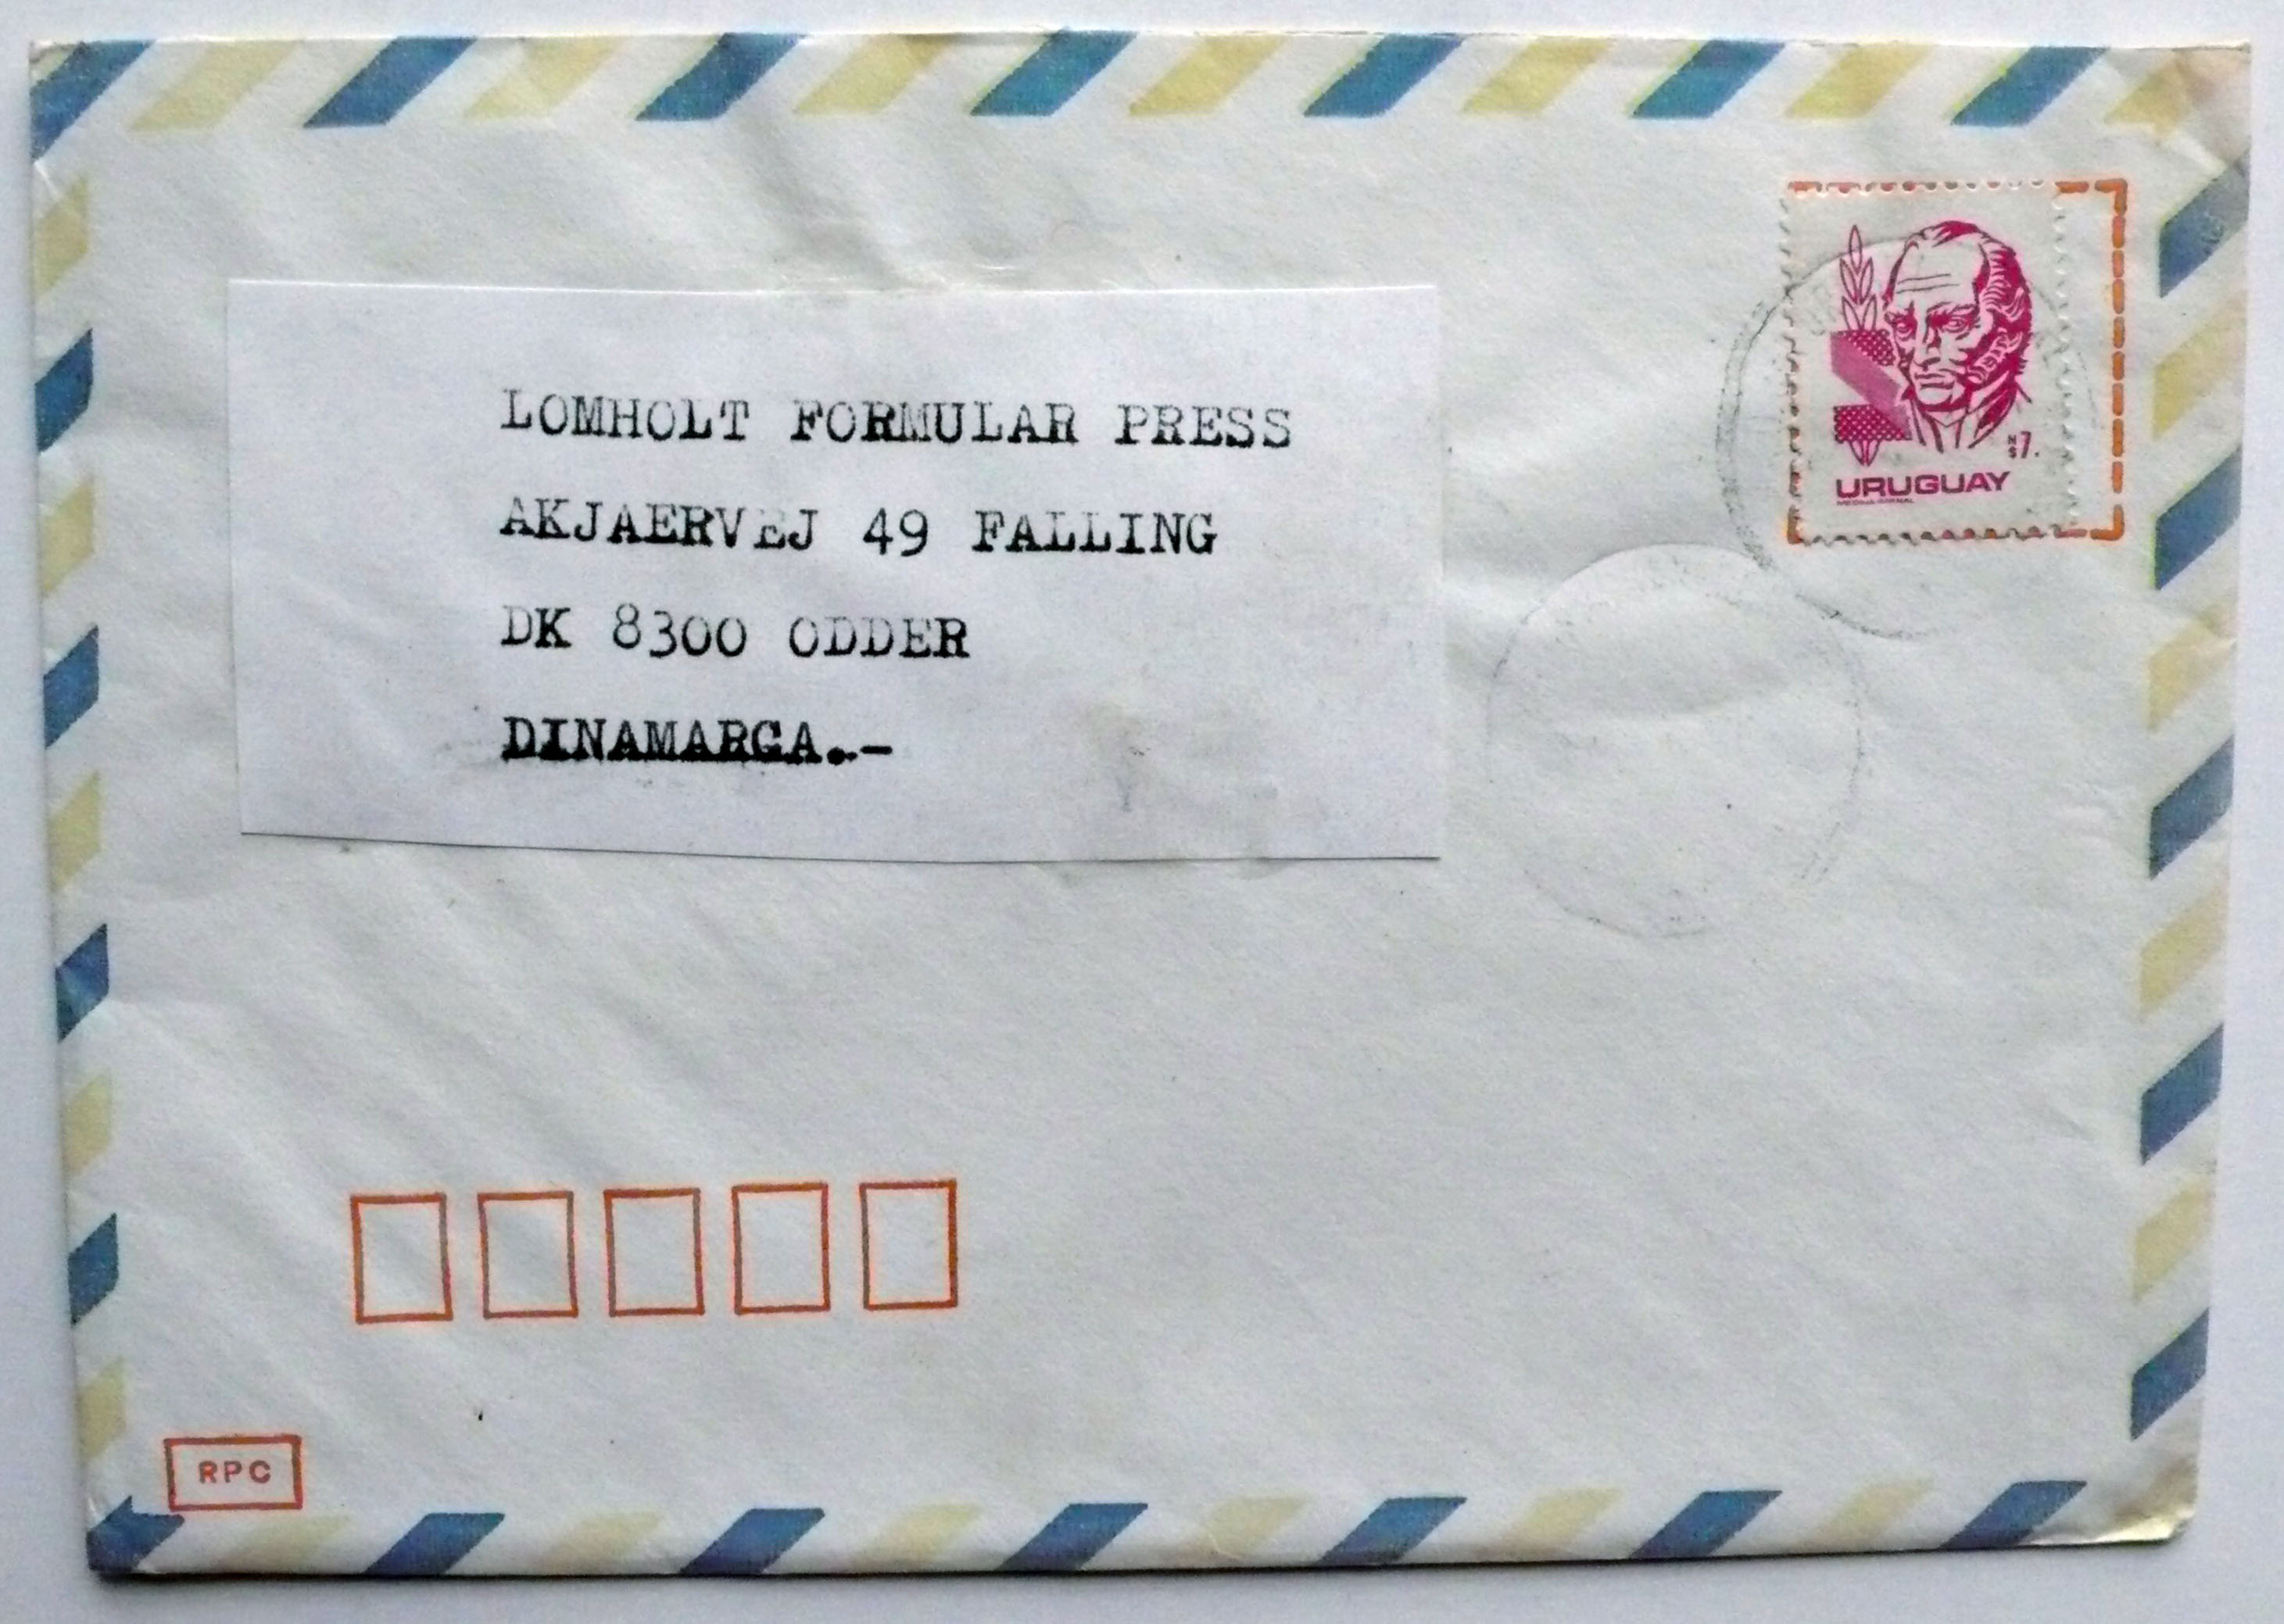 LOMHOLT FORMULAR PRESS
AKJAERVEJ 49 FALLING
DK 8300 ODDER
DINAMARCA.-
N$7.
URUGUAY
RPC